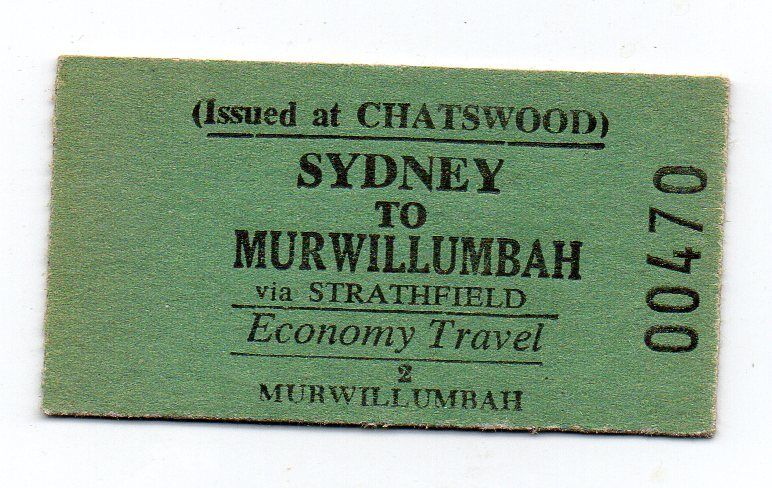 (Issued at CHATSWOOD)
SYDNEY
TO
MURWILLUMBAH
via STRATHFIELD
Economy Travel
2
MURWILLUMBAH
00470